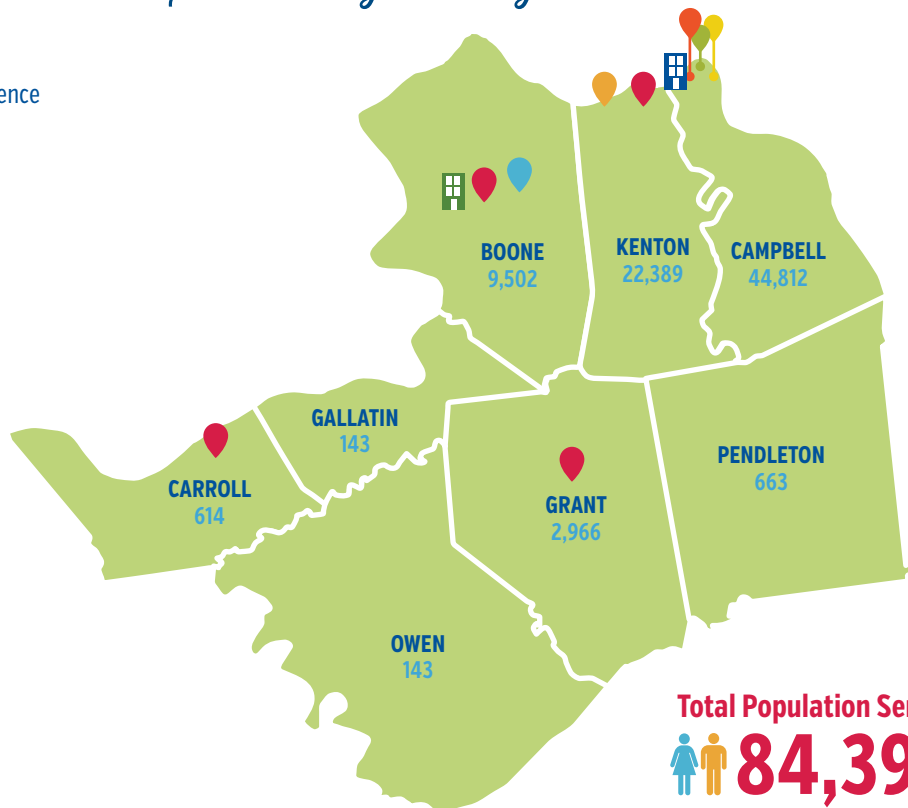 ence
BOONE
9,502
KENTON
22,389
CAMPBELL
44,812
GALLATIN
143
CARROLL
614
GRANT
2,966
PENDLETON
663
OWEN
143
Total Population Ser
84,39